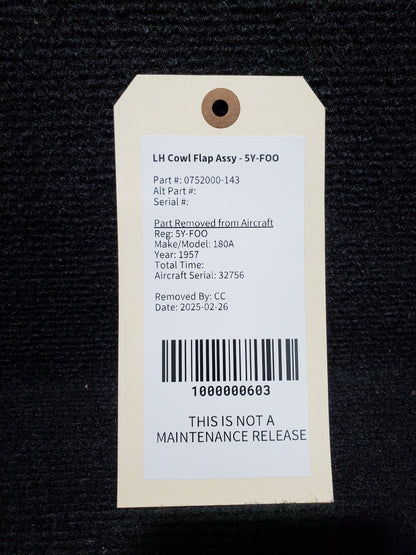 LH Cowl Flap Assy - 5Y-FOO
Part #: 0752000-143
Alt Part #:
Serial #:
Part Removed from Aircraft
Reg: 5Y-FOO
Make/Model: 180A
Year: 1957
Total Time:
Aircraft Serial: 32756
Removed By: CC
Date: 2025-02-26
1000000603
THIS IS NOT A
MAINTENANCE RELEASE